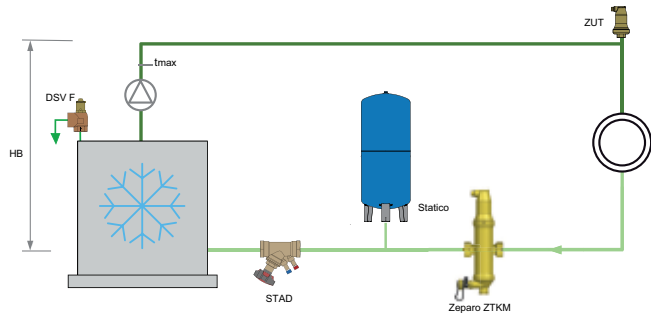 ZUT
tmax
DSV F
HB
Statico
STAD
Zeparo ZTKM